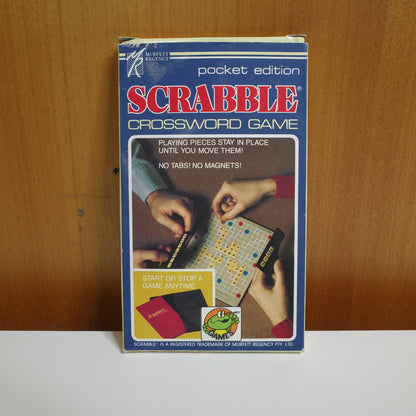 MURFETT
REGENCY
pocket edition
SCRABBLE®
CROSSWORD GAME
PLAYING PIECES STAY IN PLACE
UNTIL YOU MOVE THEM!
NO TABS! NO MAGNETS!
START OR STOP A
GAME ANYTIME
GAMES
SCRABBLE® IS A REGISTERED TRADEMARK OF MURFETT REGENCY PTY. LTD.